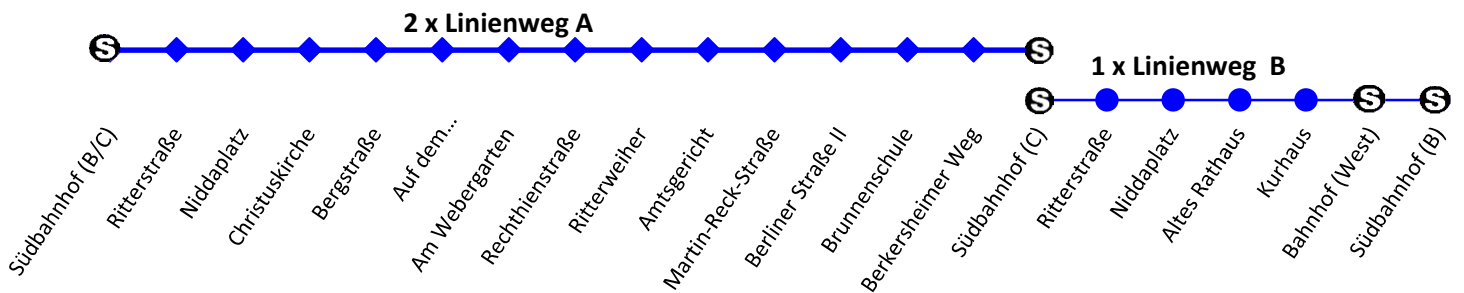 2 x Linienweg A
S
S
1 x Linienweg B
S
S
S
Südbahnhof (B/C)
Ritterstraße
Niddaplatz
Christuskirche
Bergstraße
Auf dem...
Am Webergarten
Rechthienstraße
Ritterweiher
Amtsgericht
Martin-Reck-Straße
Berliner Straße II
Brunnenschule
Berkersheimer Weg
Südbahnhof (C)
Ritterstraße
Niddaplatz
Altes Rathaus
Kurhaus
Bahnhof (West)
Südbahnhof (B)